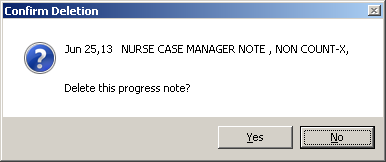 Confirm Deletion
Jun 25,13 NURSE CASE MANAGER NOTE , NON COUNT-X,
Delete this progress note?
Yes
No